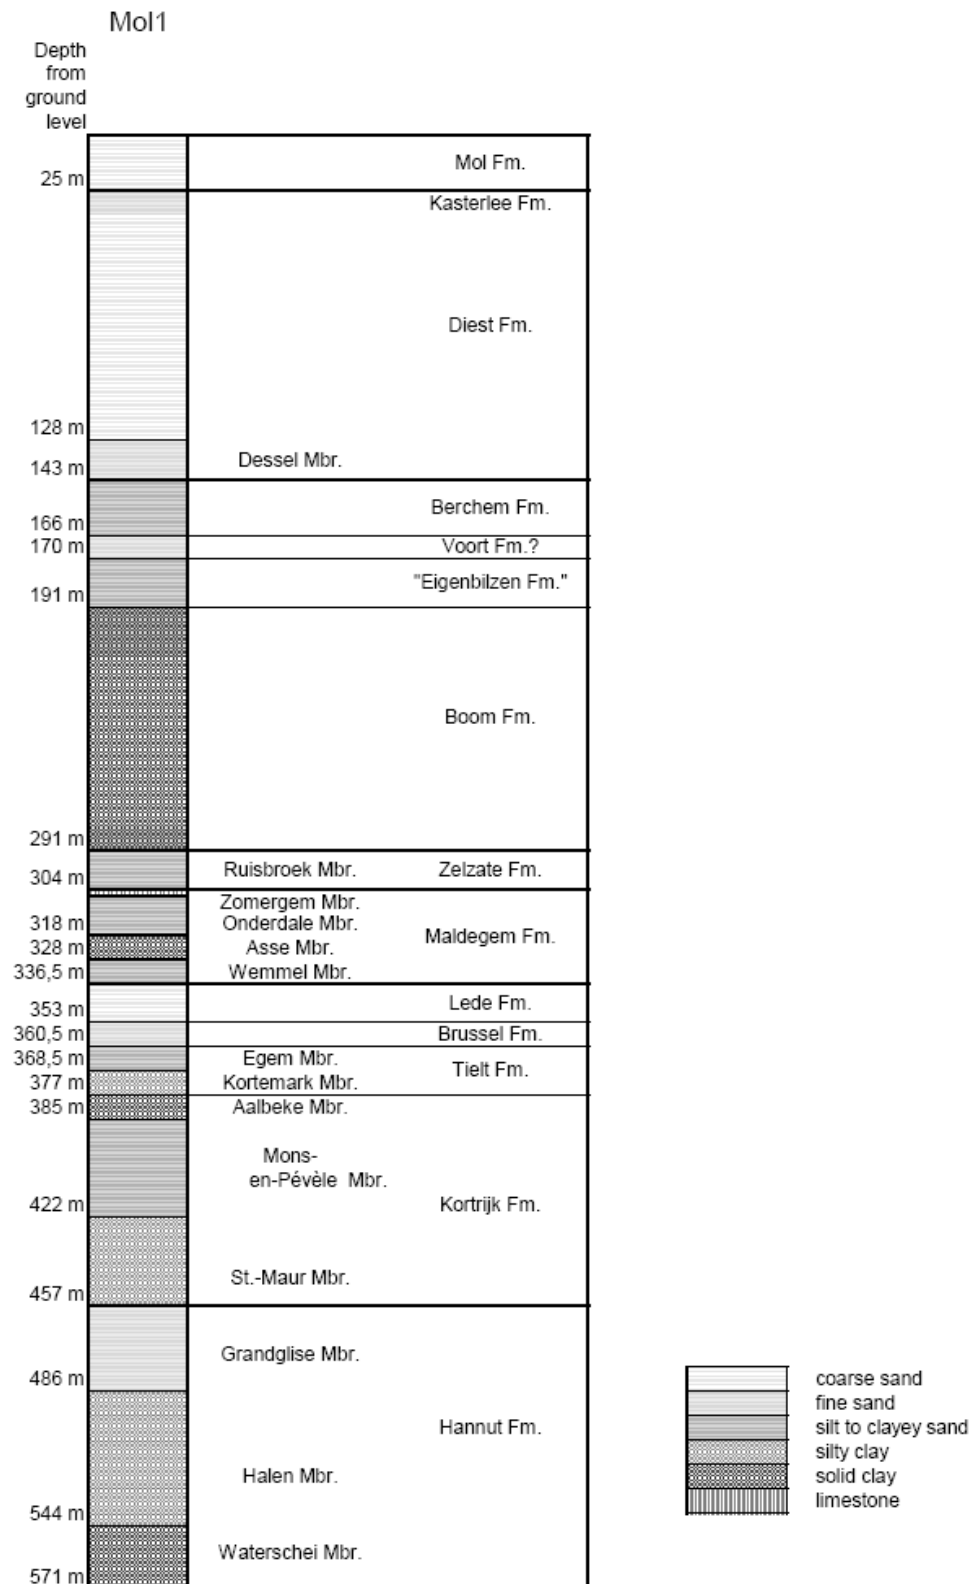 Mol1
Depth
from
ground
level
Mol Fm.
25 m
Kasterlee Fm.
Diest Fm.
128 m
Dessel Mbr.
143 m
Berchem Fm.
166 m
170 m
Voort Fm.?
"Eigenbilzen Fm."
191 m
Boom Fm.
291 m
Ruisbroek Mbr.
Zelzate Fm.
304 m
Zomergem Mbr.
318 m
Onderdale Mbr.
Maldegem Fm.
328 m
Asse Mbr.
336,5 m
Wemmel Mbr.
353 m
Lede Fm.
360,5 m
Brussel Fm.
368,5 m
Egem Mbr.
Tielt Fm.
377 m
Kortemark Mbr.
385 m
Aalbeke Mbr.
Mons-
en-Pévèle Mbr.
422 m
Kortrijk Fm.
St.-Maur Mbr.
457 m
Grandglise Mbr.
486 m
Hannut Fm.
Halen Mbr.
544 m
Waterschei Mbr.
571 m
coarse sand
fine sand
silt to clayey sand
silty clay
solid clay
limestone